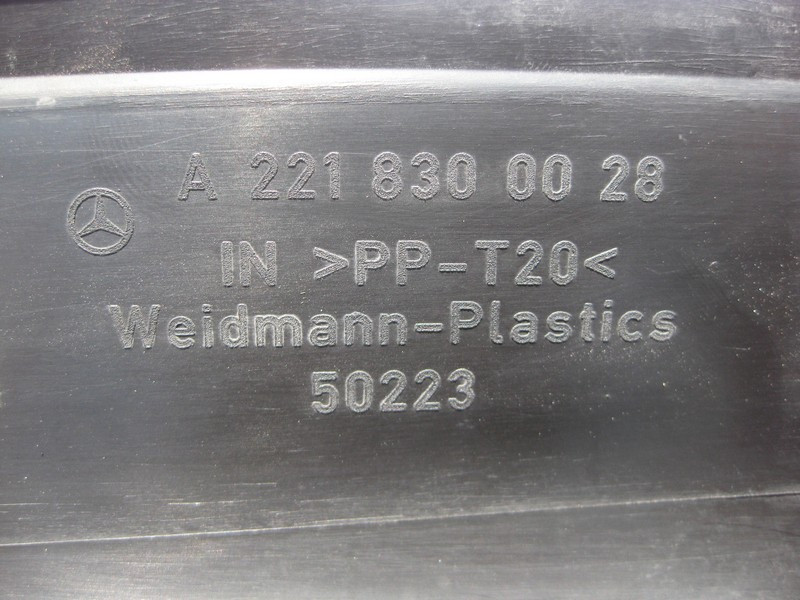 A 221 830 00 28
IN >PP-T20<
Weidmann-Plastics
50223